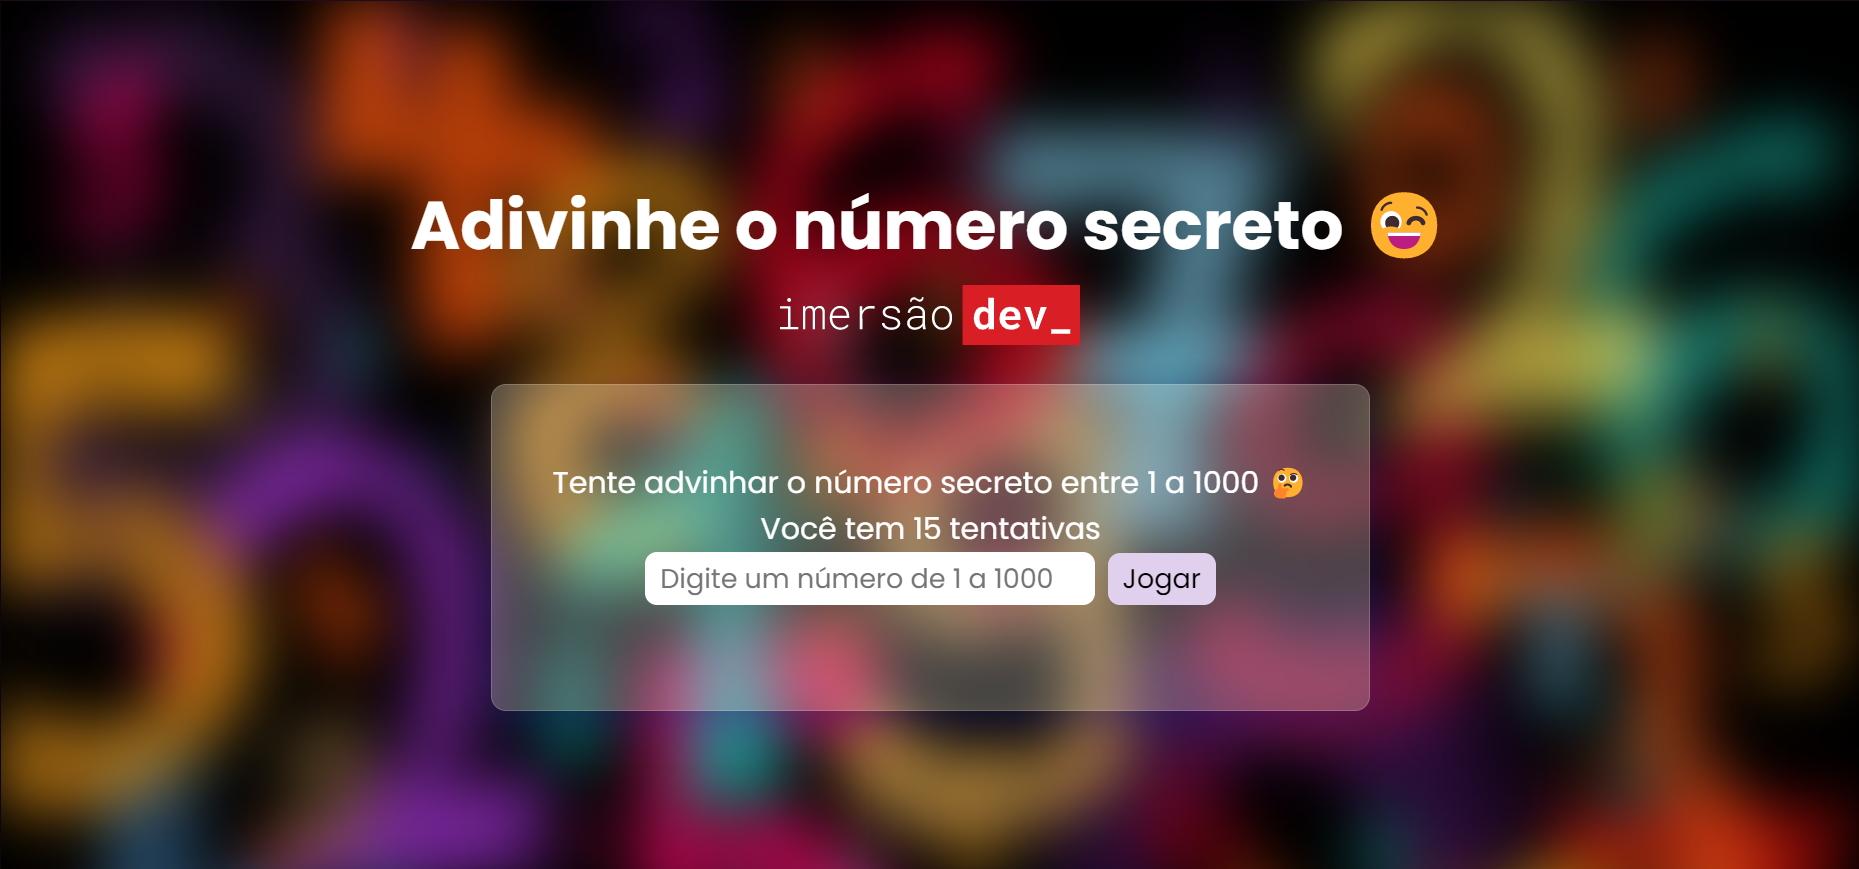 Adivinhe o número secreto 😉
imersão dev_
Tente advinhar o número secreto entre 1 a 1000 🤔
Você tem 15 tentativas
Digite um número de 1 a 1000 Jogar